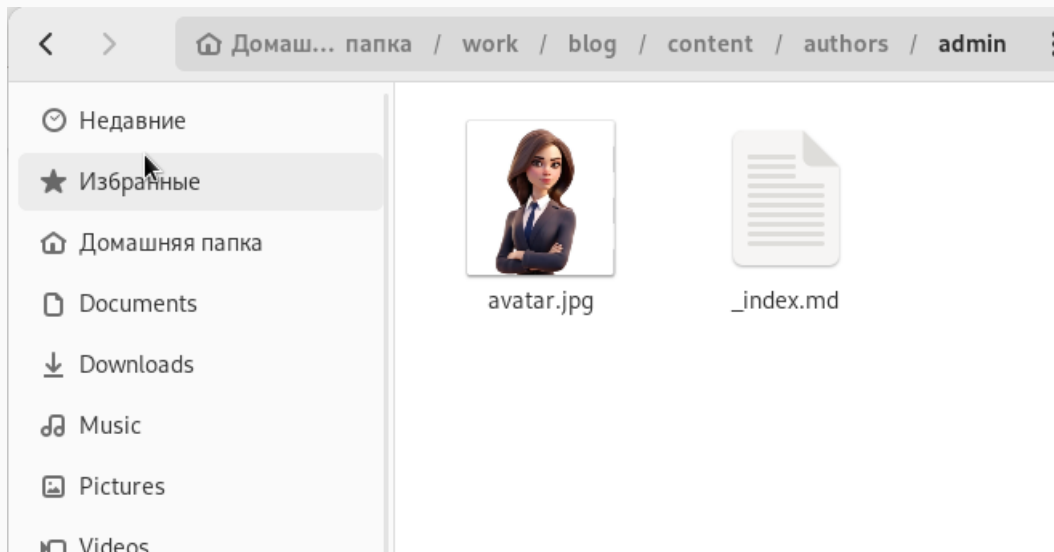 Домаш... папка / work / blog / content / authors / admin
Недавние
Избранные
Домашняя папка
Documents
Downloads
Music
Pictures
Videos
avatar.jpg
_index.md